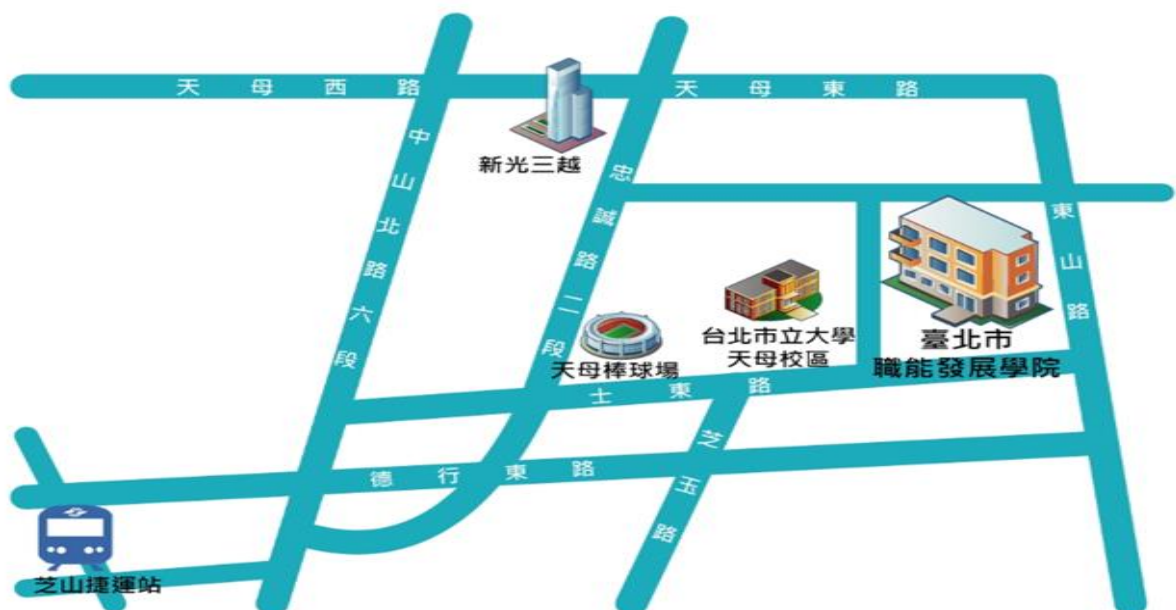 天母西路
天母東路
新光三越
中山北路六段
忠誠路二段
東山路
天母棒球場
台北市立大學
天母校區
臺北市
職能發展學院
士東路
芝玉路
德行東路
芝山捷運站